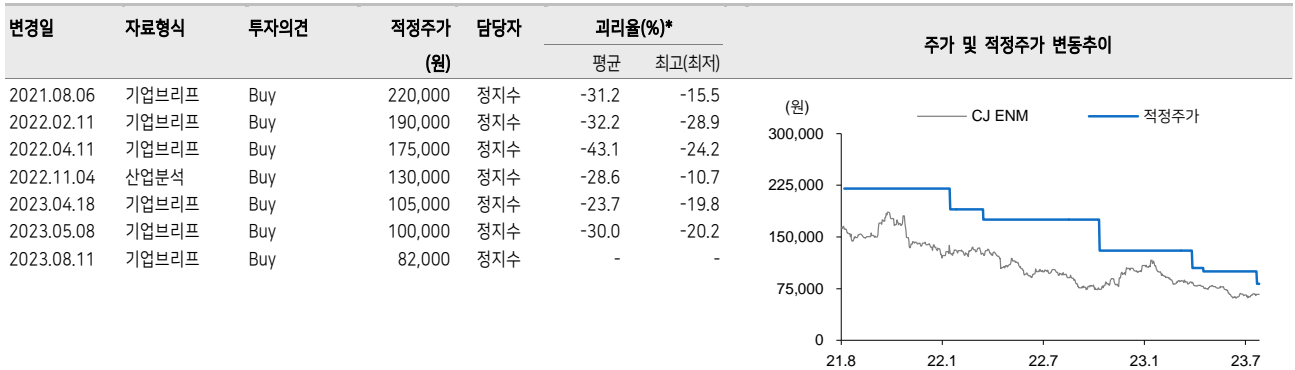 변경일 자료형식 투자의견 적정주가 담당자 괴리율(%)* 주가 및 적정주가 변동추이
(원) 평균 최고(최저)
2021.08.06 기업브리프 Buy 220,000 정지수 -31.2 -15.5
2022.02.11 기업브리프 Buy 190,000 정지수 -32.2 -28.9
2022.04.11 기업브리프 Buy 175,000 정지수 -43.1 -24.2
2022.11.04 산업분석 Buy 130,000 정지수 -28.6 -10.7
2023.04.18 기업브리프 Buy 105,000 정지수 -23.7 -19.8
2023.05.08 기업브리프 Buy 100,000 정지수 -30.0 -20.2
2023.08.11 기업브리프 Buy 82,000 정지수 - -
(원)
CJ ENM 적정주가
300,000
225,000
150,000
75,000
0
21.8 22.1 22.7 23.1 23.7